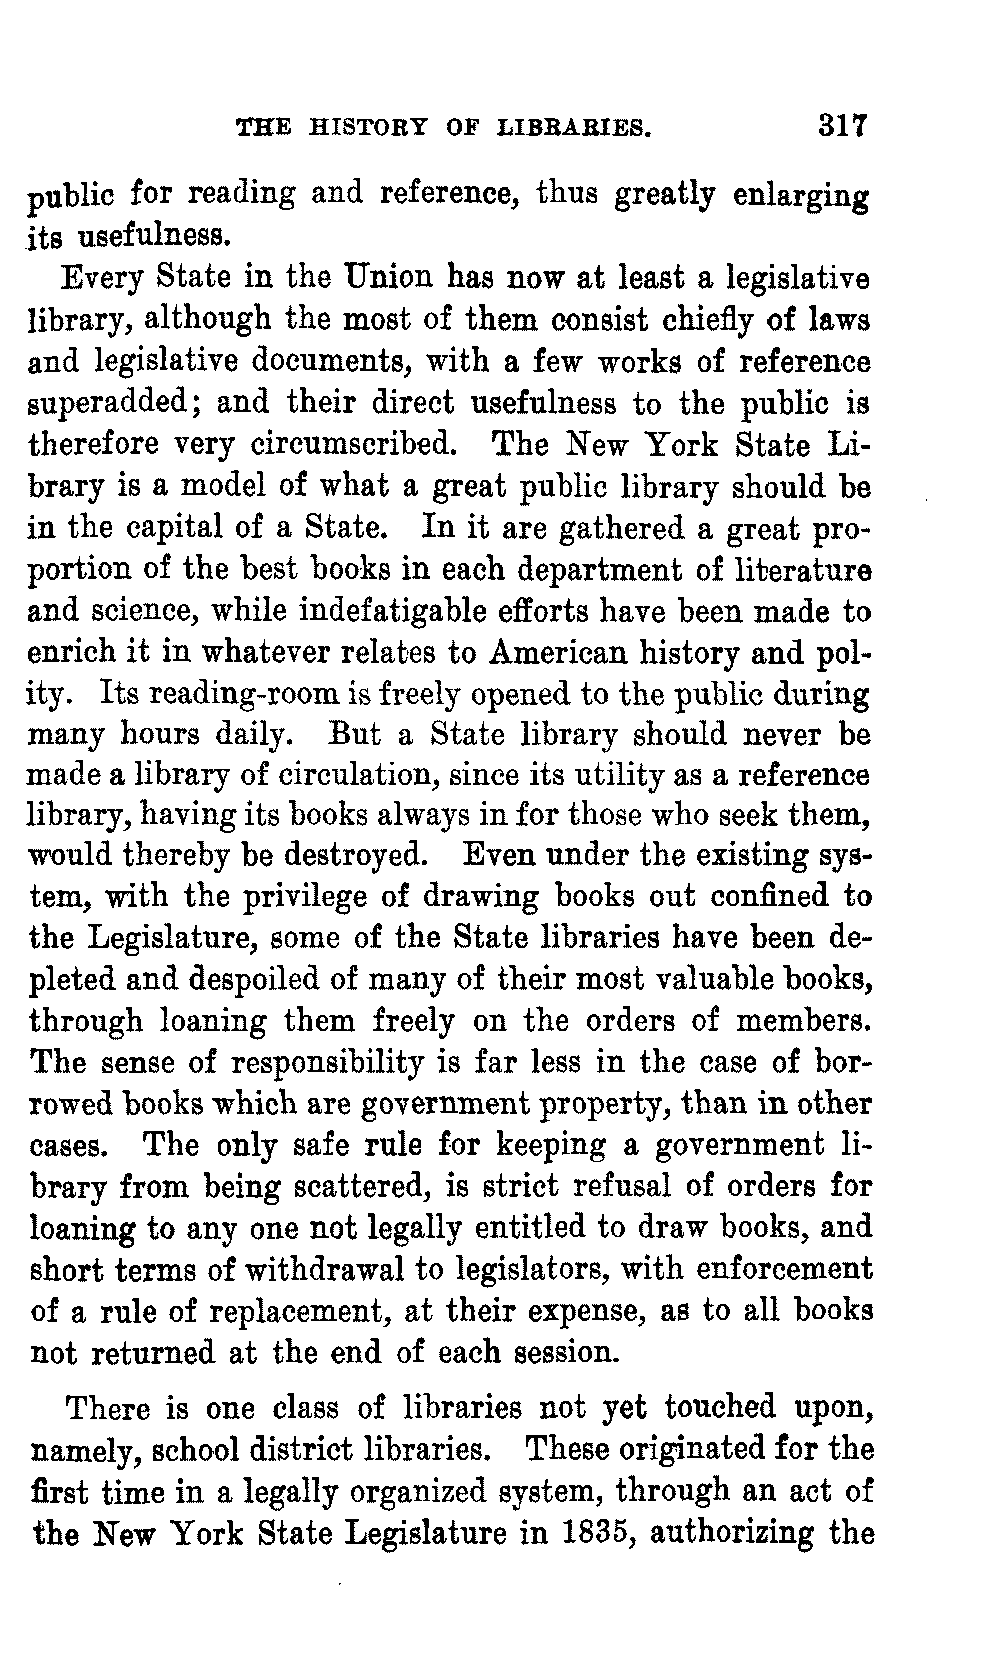 THE HISTORY OF LIBRARIES. 317
public for reading and reference, thus greatly enlarging
its usefulness.
Every State in the Union has now at least a legislative
library, although the most of them consist chiefly of laws
and legislative documents, with a few works of reference
superadded; and their direct usefulness to the public is
therefore very circumscribed. The New York State Li-
brary is a model of what a great public library should be
in the capital of a State. In it are gathered a great pro-
portion of the best books in each department of literature
and science, while indefatigable efforts have been made to
enrich it in whatever relates to American history and pol-
ity. Its reading-room is freely opened to the public during
many hours daily. But a State library should never be
made a library of circulation, since its utility as a reference
library, having its books always in for those who seek them,
would thereby be destroyed. Even under the existing sys-
tem, with the privilege of drawing books out confined to
the Legislature, some of the State libraries have been de-
pleted and despoiled of many of their most valuable books,
through loaning them freely on the orders of members.
The sense of responsibility is far less in the case of bor-
rowed books which are government property, than in other
cases. The only safe rule for keeping a government li-
brary from being scattered, is strict refusal of orders for
loaning to any one not legally entitled to draw books, and
short terms of withdrawal to legislators, with enforcement
of a rule of replacement, at their expense, as to all books
not returned at the end of each session.
There is one class of libraries not yet touched upon,
namely, school district libraries. These originated for the
first time in a legally organized system, through an act of
the New York State Legislature in 1835, authorizing the